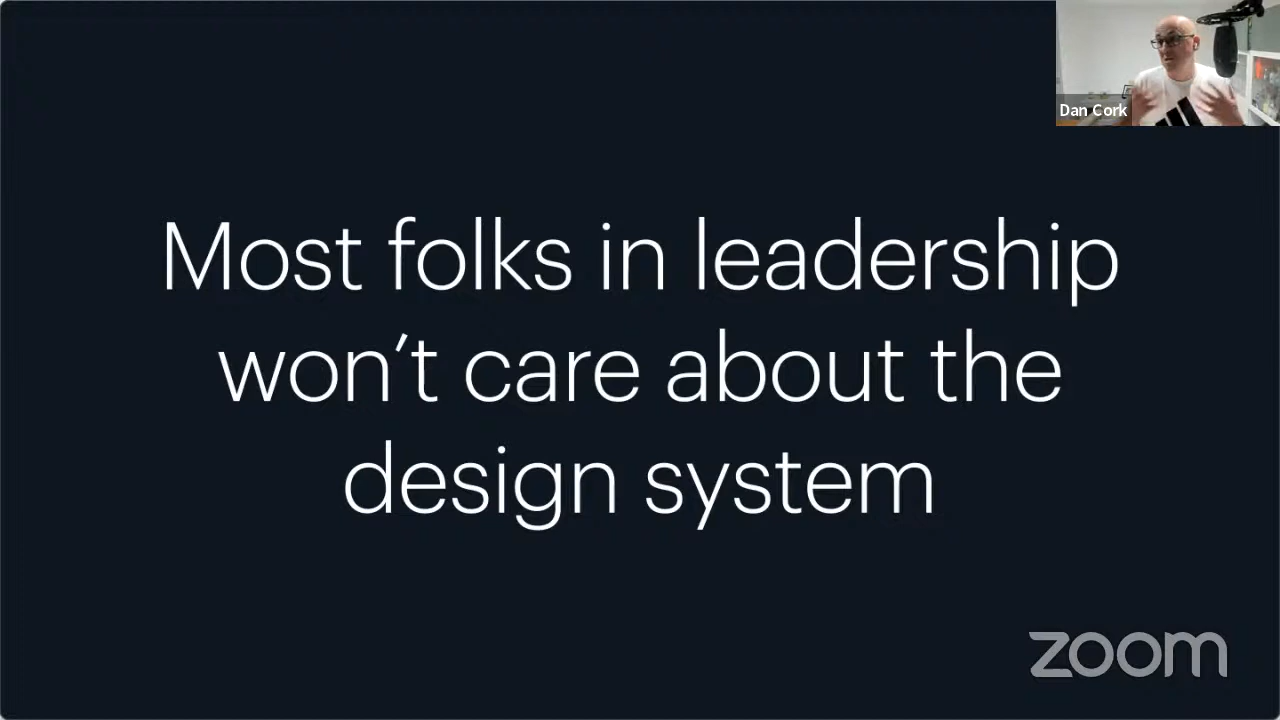 Dan Cork
Most folks in leadership
won’t care about the
design system
zoom